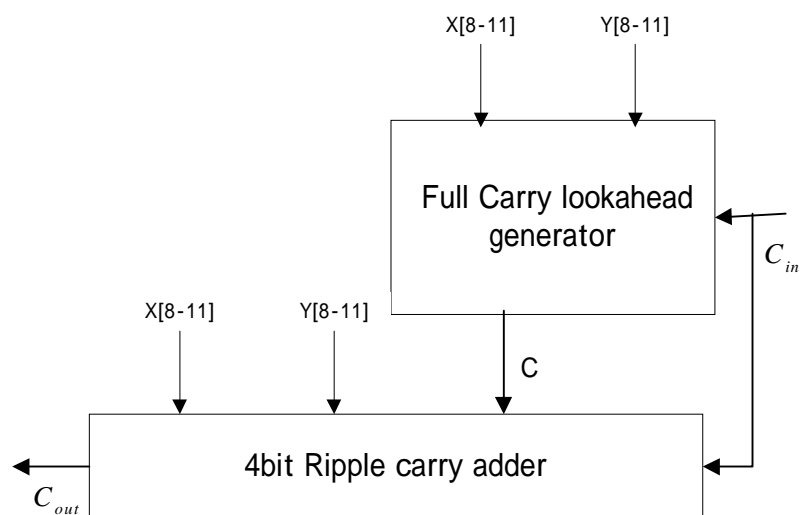 X[8-11] Y[8-11]
Full Carry lookahead
generator
C_in
X[8-11] Y[8-11]
C
4bit Ripple carry adder
C_out